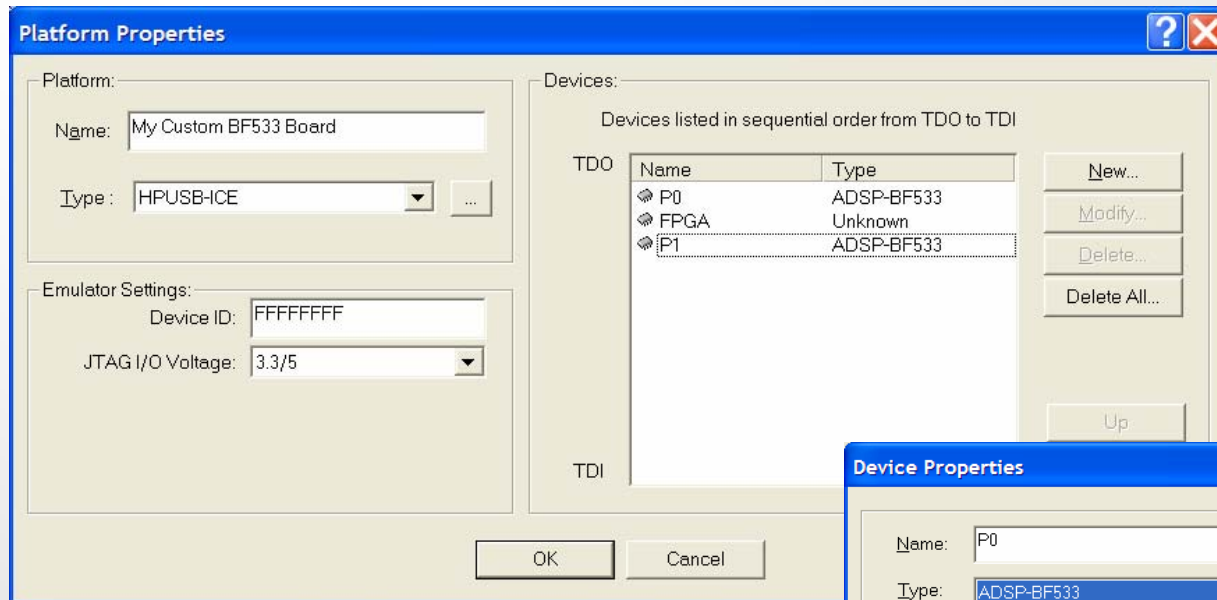 Platform Properties
Platform:
Name: My Custom BF533 Board
Type : HPUSB-ICE ...
Emulator Settings:
Device ID: FFFFFFFF
JTAG I/O Voltage: 3.3/5
Devices:
Devices listed in sequential order from TDO to TDI
TDO
Name Type
P0 ADSP-BF533
FPGA Unknown
P1 ADSP-BF533
TDI
New...
Modify...
Delete...
Delete All...
Up
OK Cancel
Device Properties
Name: P0
Type: ADSP-BF533